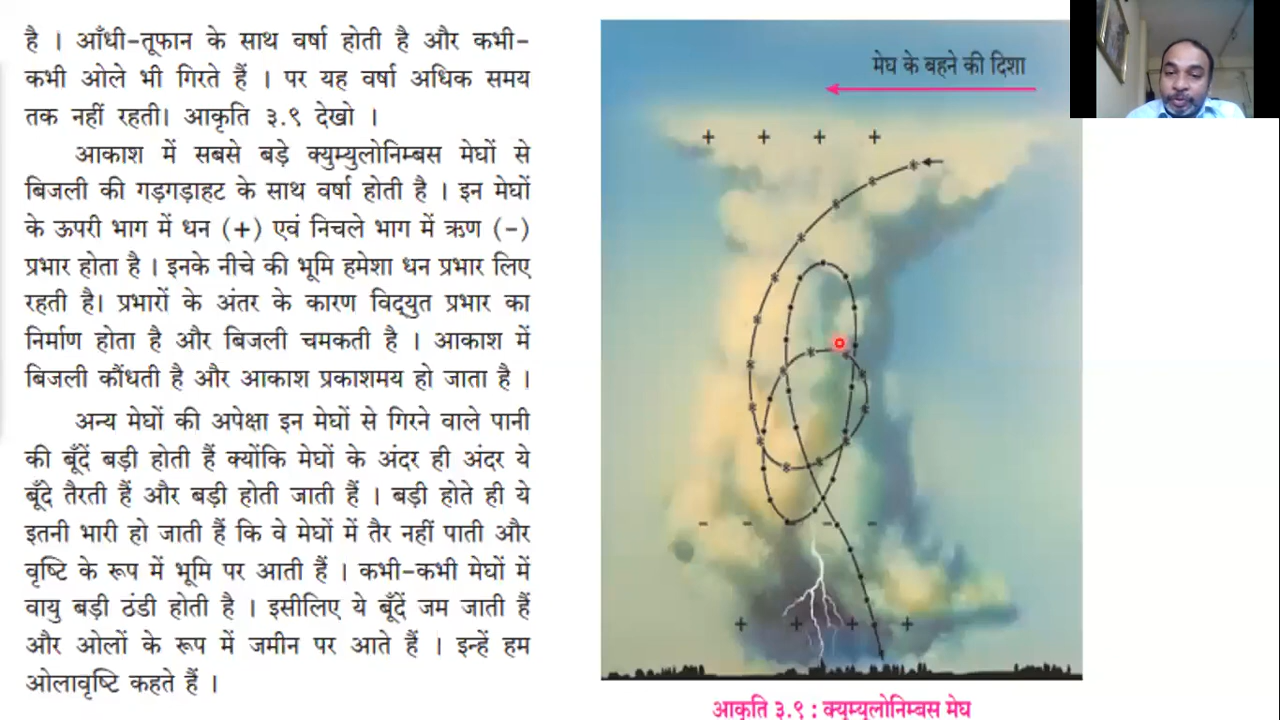 है । आँधी-तूफान के साथ वर्षा होती है और कभी-
कभी ओले भी गिरते हैं । पर यह वर्षा अधिक समय
तक नहीं रहती। आकृति ३.९ देखो ।
आकाश में सबसे बड़े क्युम्युलोनिम्बस मेघों से
बिजली की गड़गड़ाहट के साथ वर्षा होती है । इन मेघों
के ऊपरी भाग में धन (+) एवं निचले भाग में ऋण (-)
प्रभार होता है । इनके नीचे की भूमि हमेशा धन प्रभार लिए
रहती है। प्रभारों के अंतर के कारण विद्युत प्रभार का
निर्माण होता है और बिजली चमकती है । आकाश में
बिजली कौंधती है और आकाश प्रकाशमय हो जाता है ।
अन्य मेघों की अपेक्षा इन मेघों से गिरने वाले पानी
की बूँदें बड़ी होती हैं क्योंकि मेघों के अंदर ही अंदर ये
बूँदे तैरती हैं और बड़ी होती जाती हैं । बड़ी होते ही ये
इतनी भारी हो जाती हैं कि वे मेघों में तैर नहीं पाती और
वृष्टि के रूप में भूमि पर आती हैं । कभी-कभी मेघों में
वायु बड़ी ठंडी होती है । इसीलिए ये बूँदें जम जाती हैं
और ओलों के रूप में जमीन पर आते हैं । इन्हें हम
ओलावृष्टि कहते हैं ।
मेघ के बहने की दिशा
+ + + +
- - - -
+ + + +
आकृति ३.९ : क्युम्युलोनिम्बस मेघ